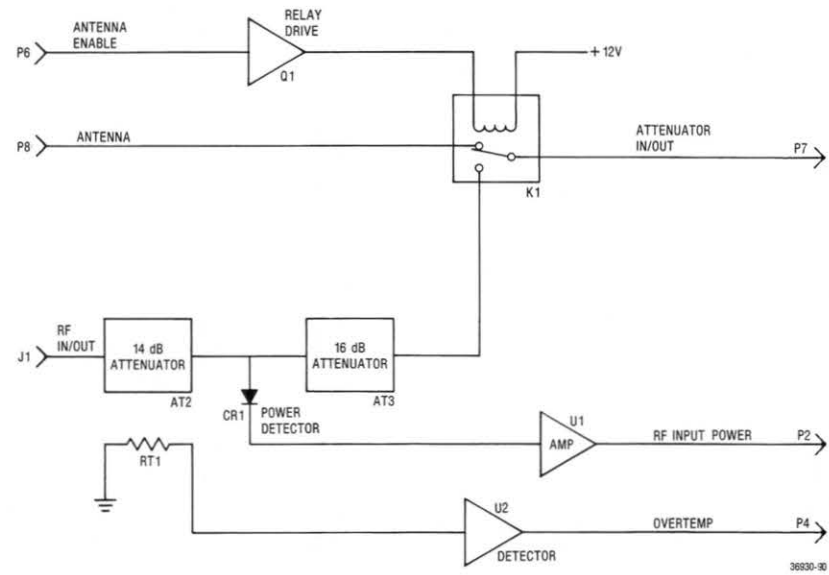 RELAY
DRIVE
ANTENNA
ENABLE
P6
Q1
+12V
P8
ANTENNA
ATTENUATOR
IN/OUT
P7
K1
RF
IN/OUT
J1
14 dB
ATTENUATOR
AT2
16 dB
ATTENUATOR
AT3
CR1
POWER
DETECTOR
U1
AMP
RF INPUT POWER
P2
RT1
U2
DETECTOR
OVERTEMP
P4
36930-90